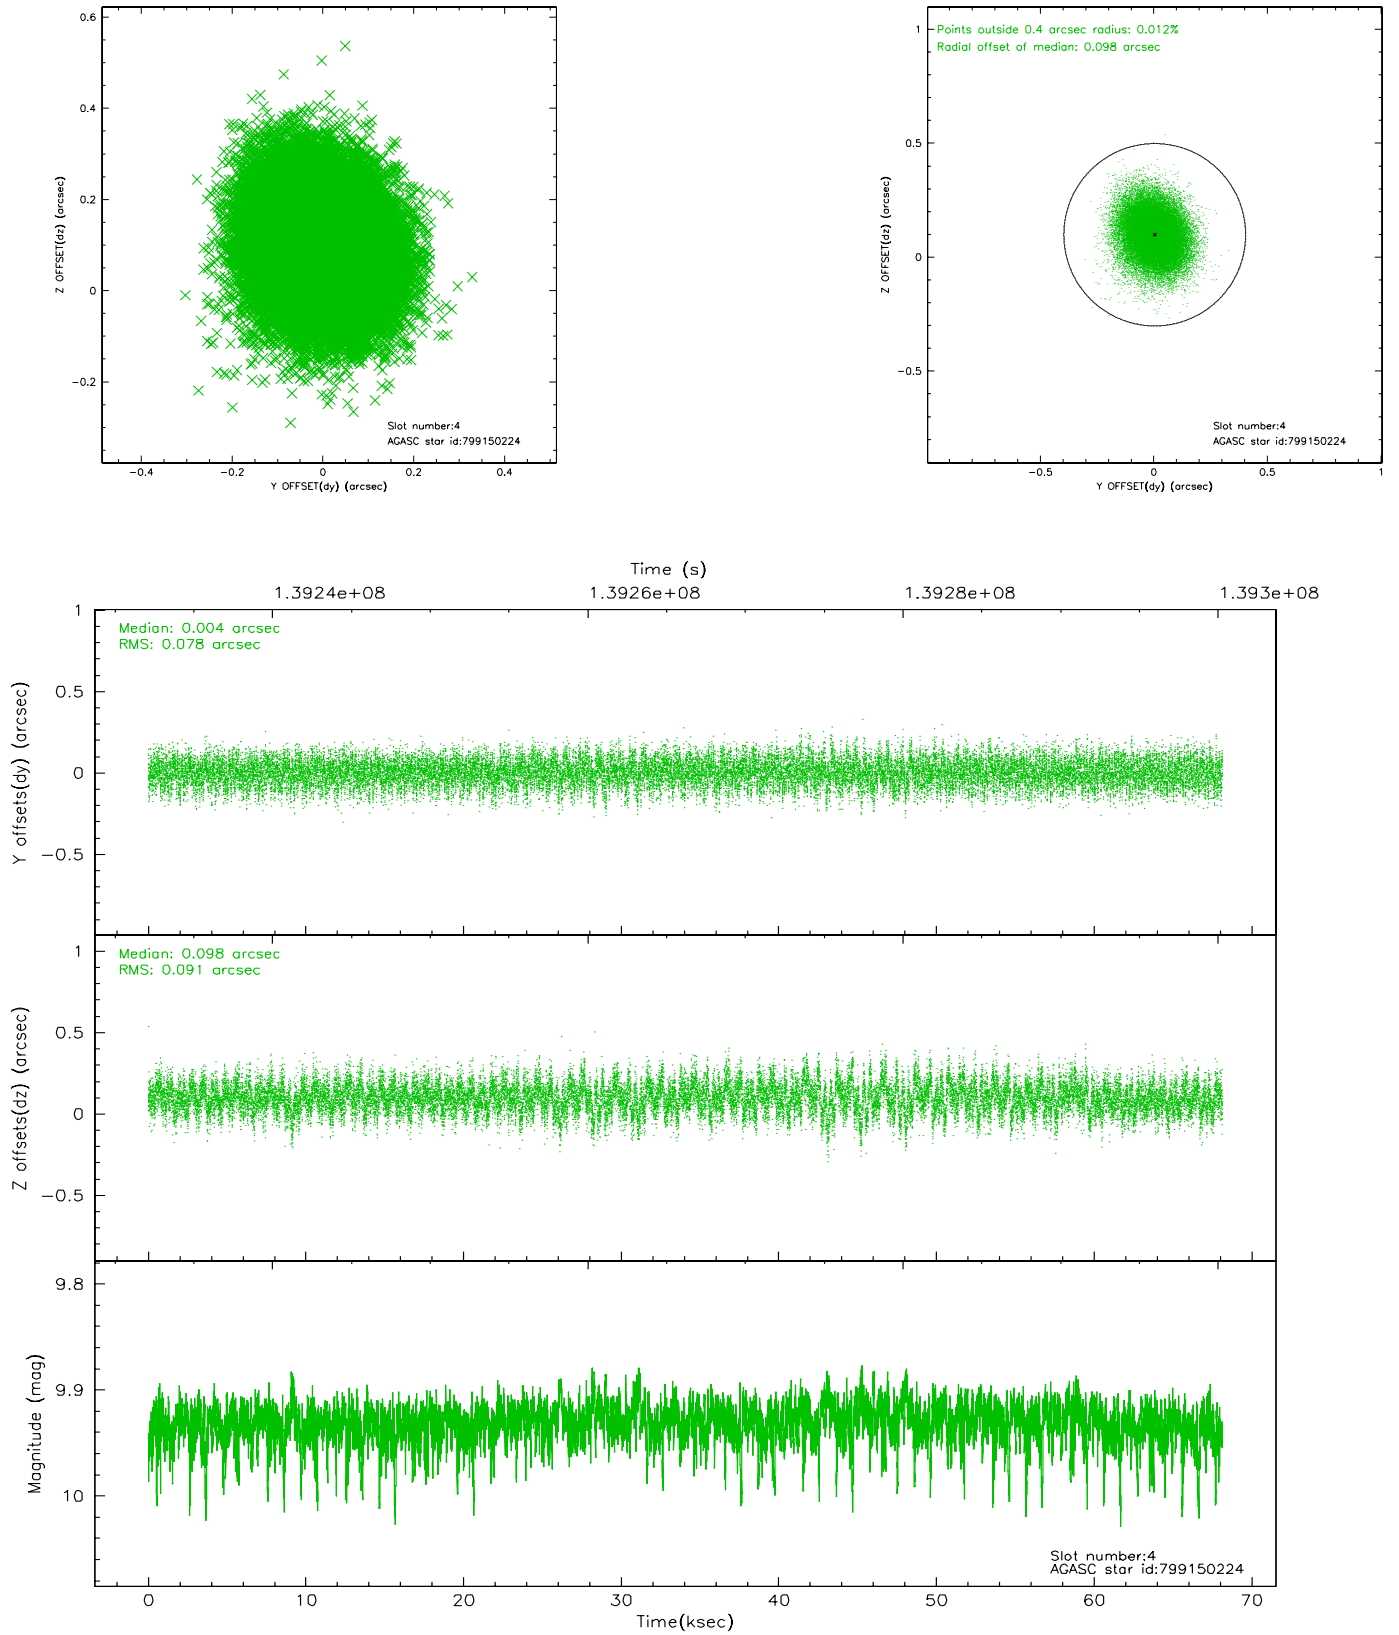 0.6
0.4
0.2
0
−0.2
Z OFFSET(dz) (arcsec)
Slot number:4
AGASC star id:799150224
−0.4 −0.2 0 0.2 0.4
Y OFFSET(dy) (arcsec)
Points outside 0.4 arcsec radius: 0.012%
Radial offset of median: 0.098 arcsec
1
0.5
0
−0.5
Z OFFSET(dz) (arcsec)
Slot number:4
AGASC star id:799150224
−0.5 0 0.5 1
Y OFFSET(dy) (arcsec)
Time (s)
1.3924e+08 1.3926e+08 1.3928e+08 1.393e+08
Median: 0.004 arcsec
RMS: 0.078 arcsec
1
0.5
0
−0.5
Y offsets(dy) (arcsec)
Median: 0.098 arcsec
RMS: 0.091 arcsec
1
0.5
0
−0.5
Z offsets(dz) (arcsec)
9.8
9.9
10
Magnitude (mag)
Slot number:4
AGASC star id:799150224
0 10 20 30 40 50 60 70
Time(ksec)